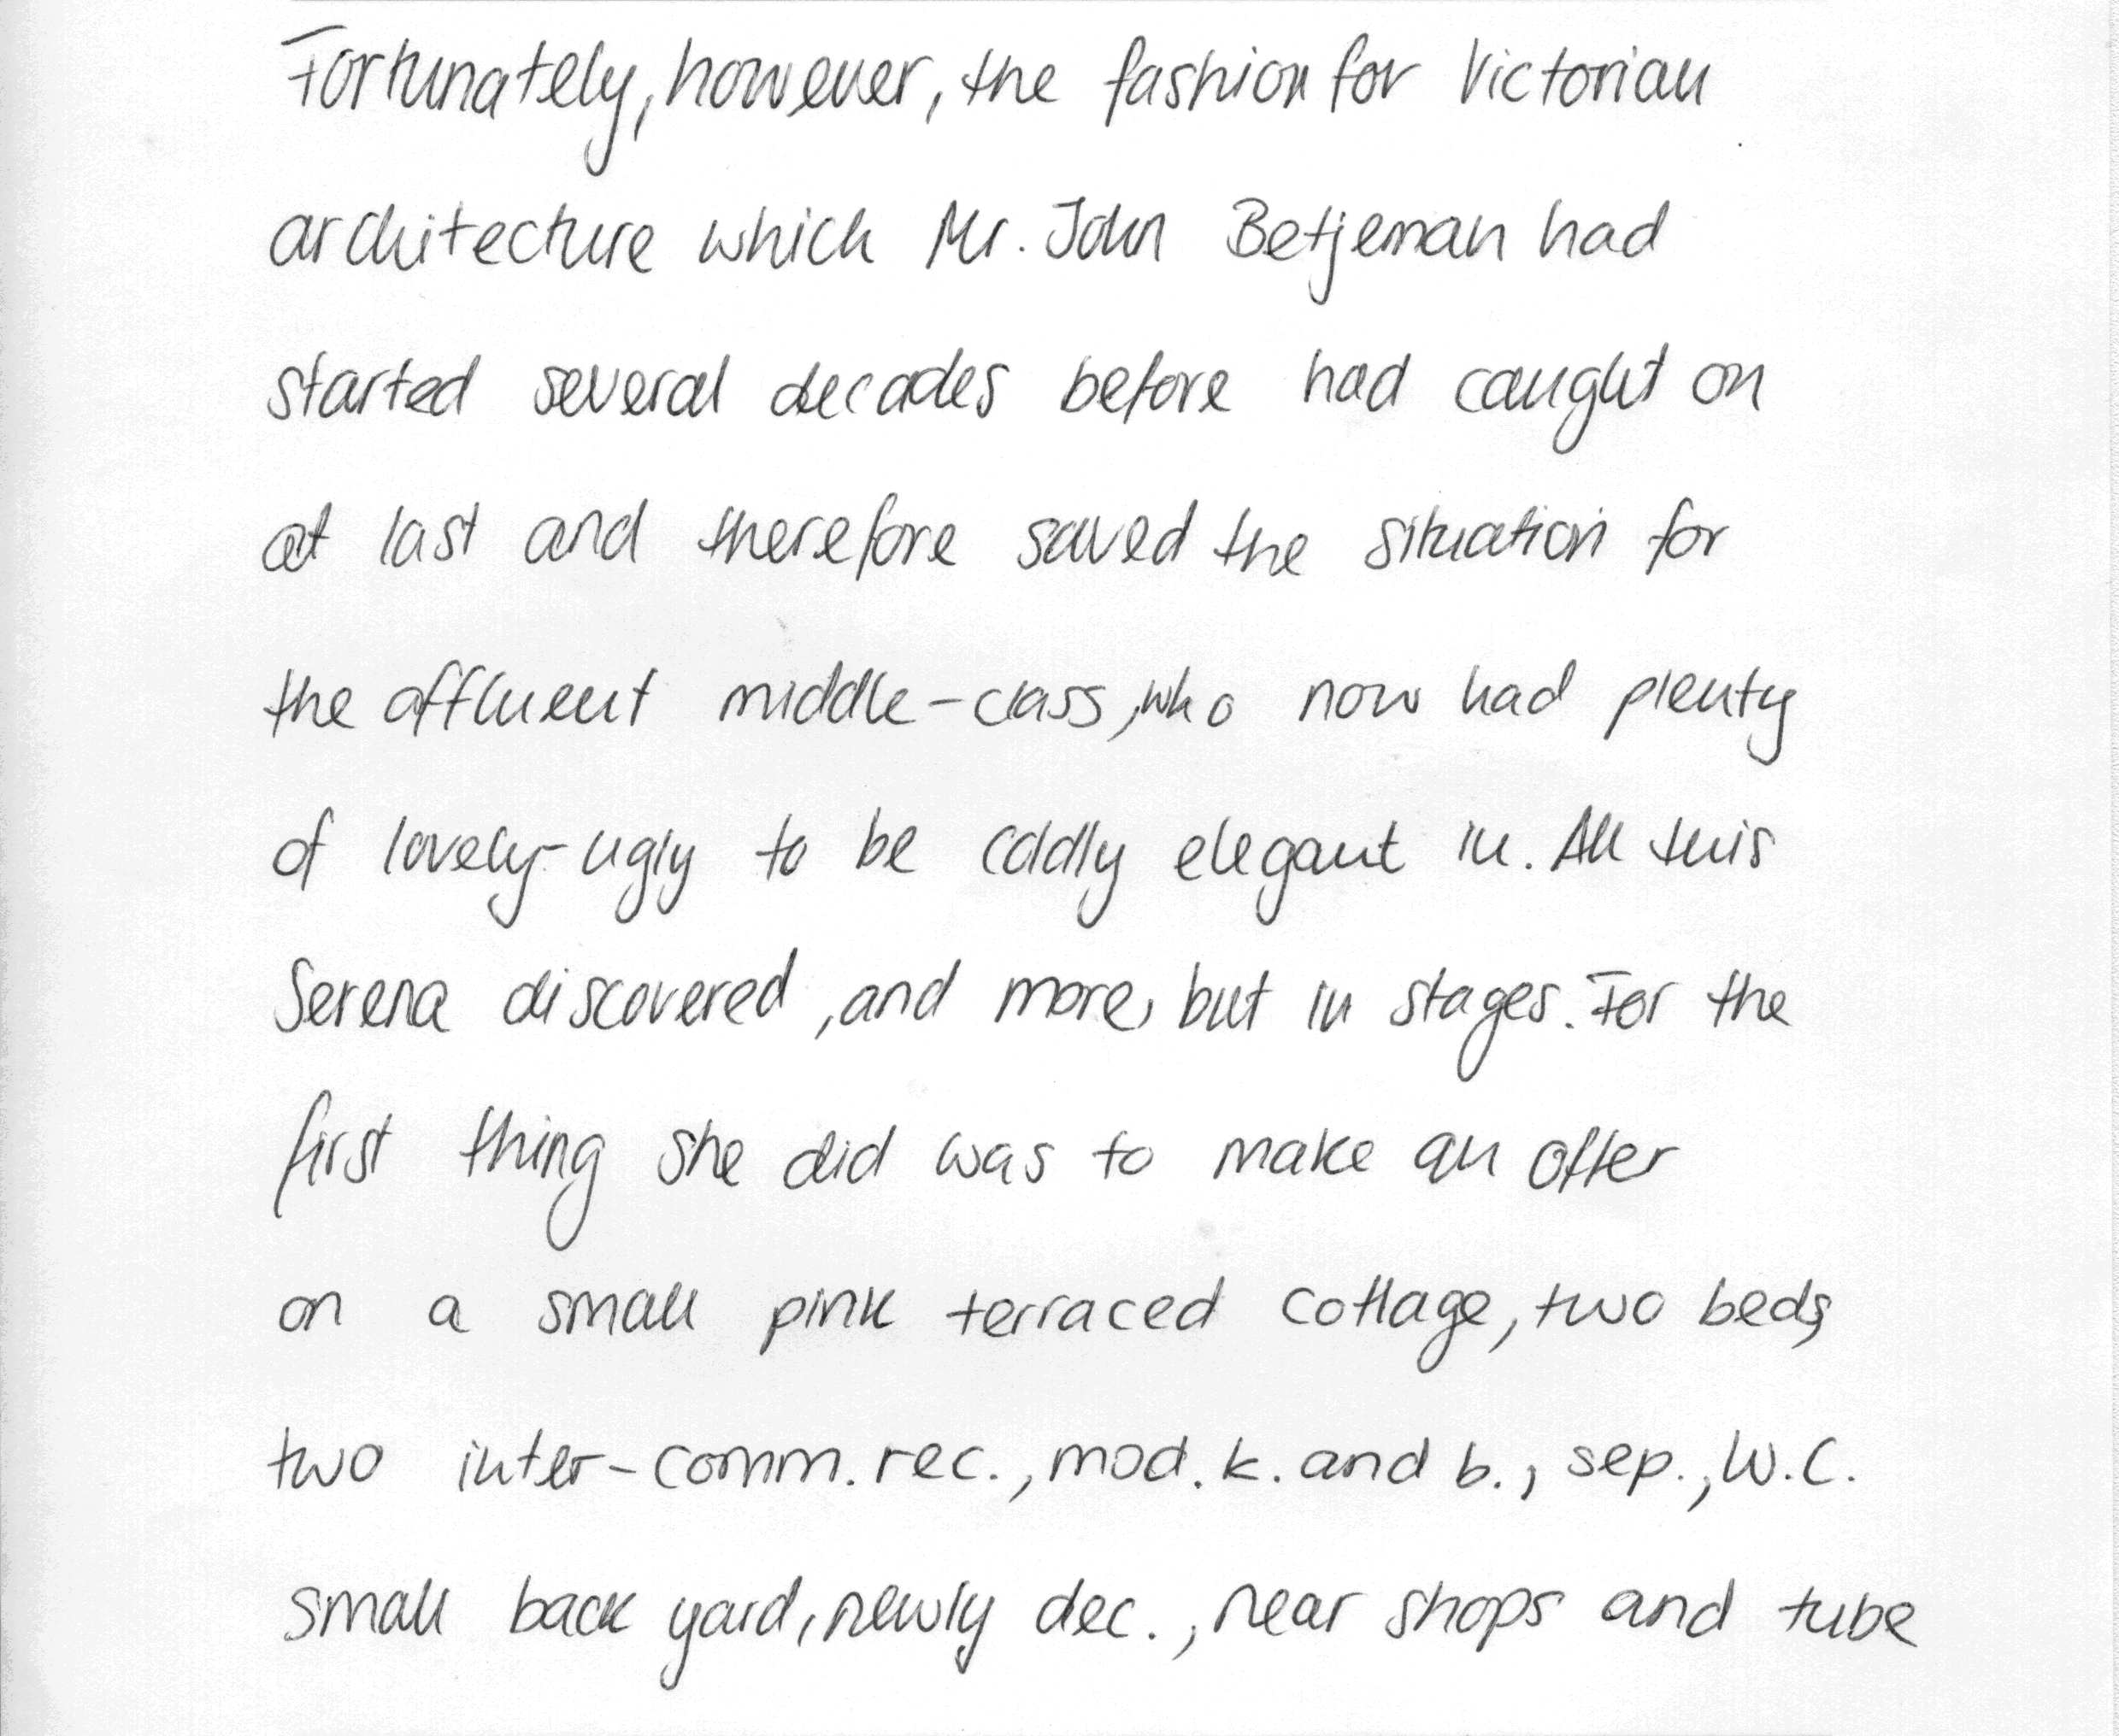 Fortunately, however, the fashion for Victorian
architecture which Mr. John Betjeman had
started several decades before had caught on
at last and therefore saved the situation for
the affluent middle-class, who now had plenty
of lovely-ugly to be coldly elegant in. All this
Serena discovered, and more, but in stages. For the
first thing she did was to make an offer
on a small pink terraced cottage, two beds,
two inter-comm. rec., mod. k. and b., sep., W.C.
small back yard, newly dec., near shops and tube